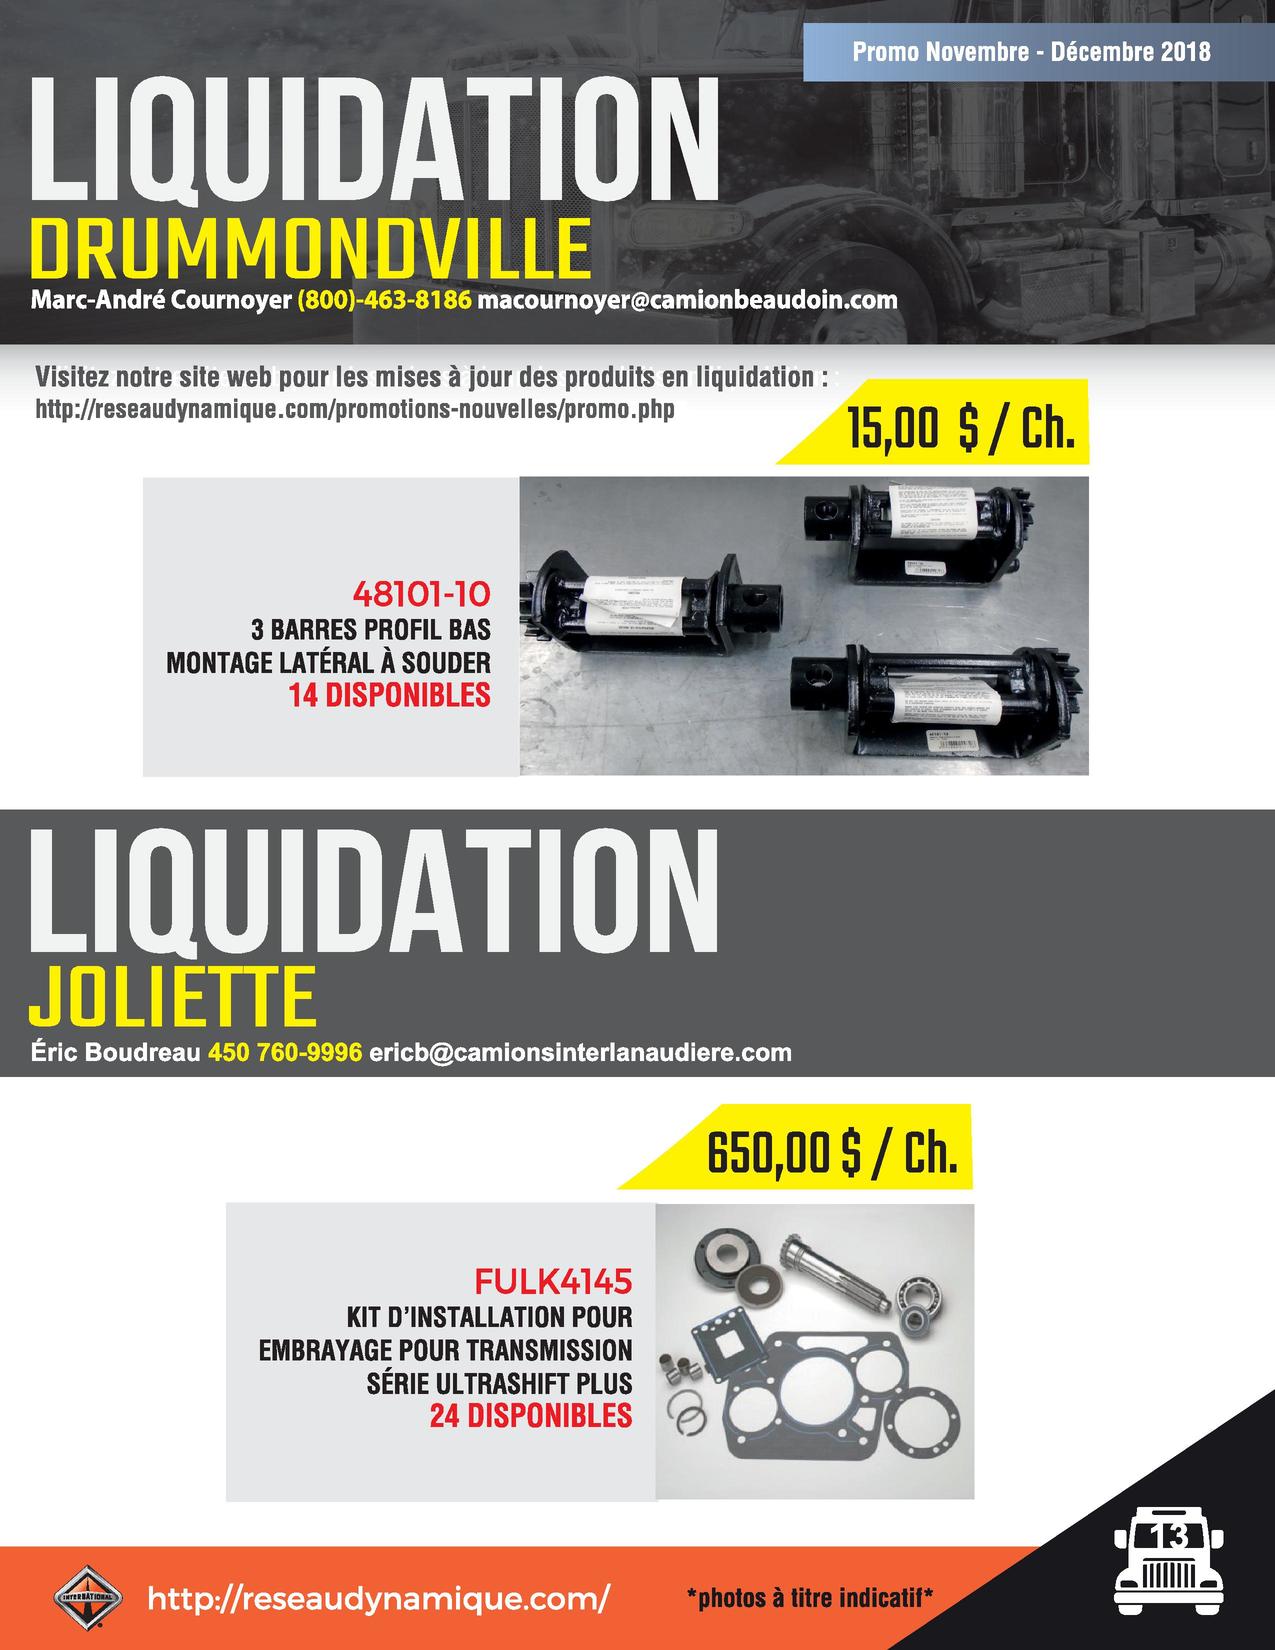 Promo Novembre - Décembre 2018
LIQUIDATION
DRUMMONDVILLE
Marc-André Cournoyer (800)-463-8186 macournoyer@camionbeaudoin.com
Visitez notre site web pour les mises à jour des produits en liquidation :
http://reseaudynamique.com/promotions-nouvelles/promo.php
15,00 $ / Ch.
48101-10
3 BARRES PROFIL BAS
MONTAGE LATÉRAL À SOUDER
14 DISPONIBLES
LIQUIDATION
JOLIETTE
Éric Boudreau 450 760-9996 ericb@camionsinterlanaudiere.com
650,00 $ / Ch.
FULK4145
KIT D’INSTALLATION POUR
EMBRAYAGE POUR TRANSMISSION
SÉRIE ULTRASHIFT PLUS
24 DISPONIBLES
13
INTERNATIONAL
http://reseaudynamique.com/
*photos à titre indicatif*